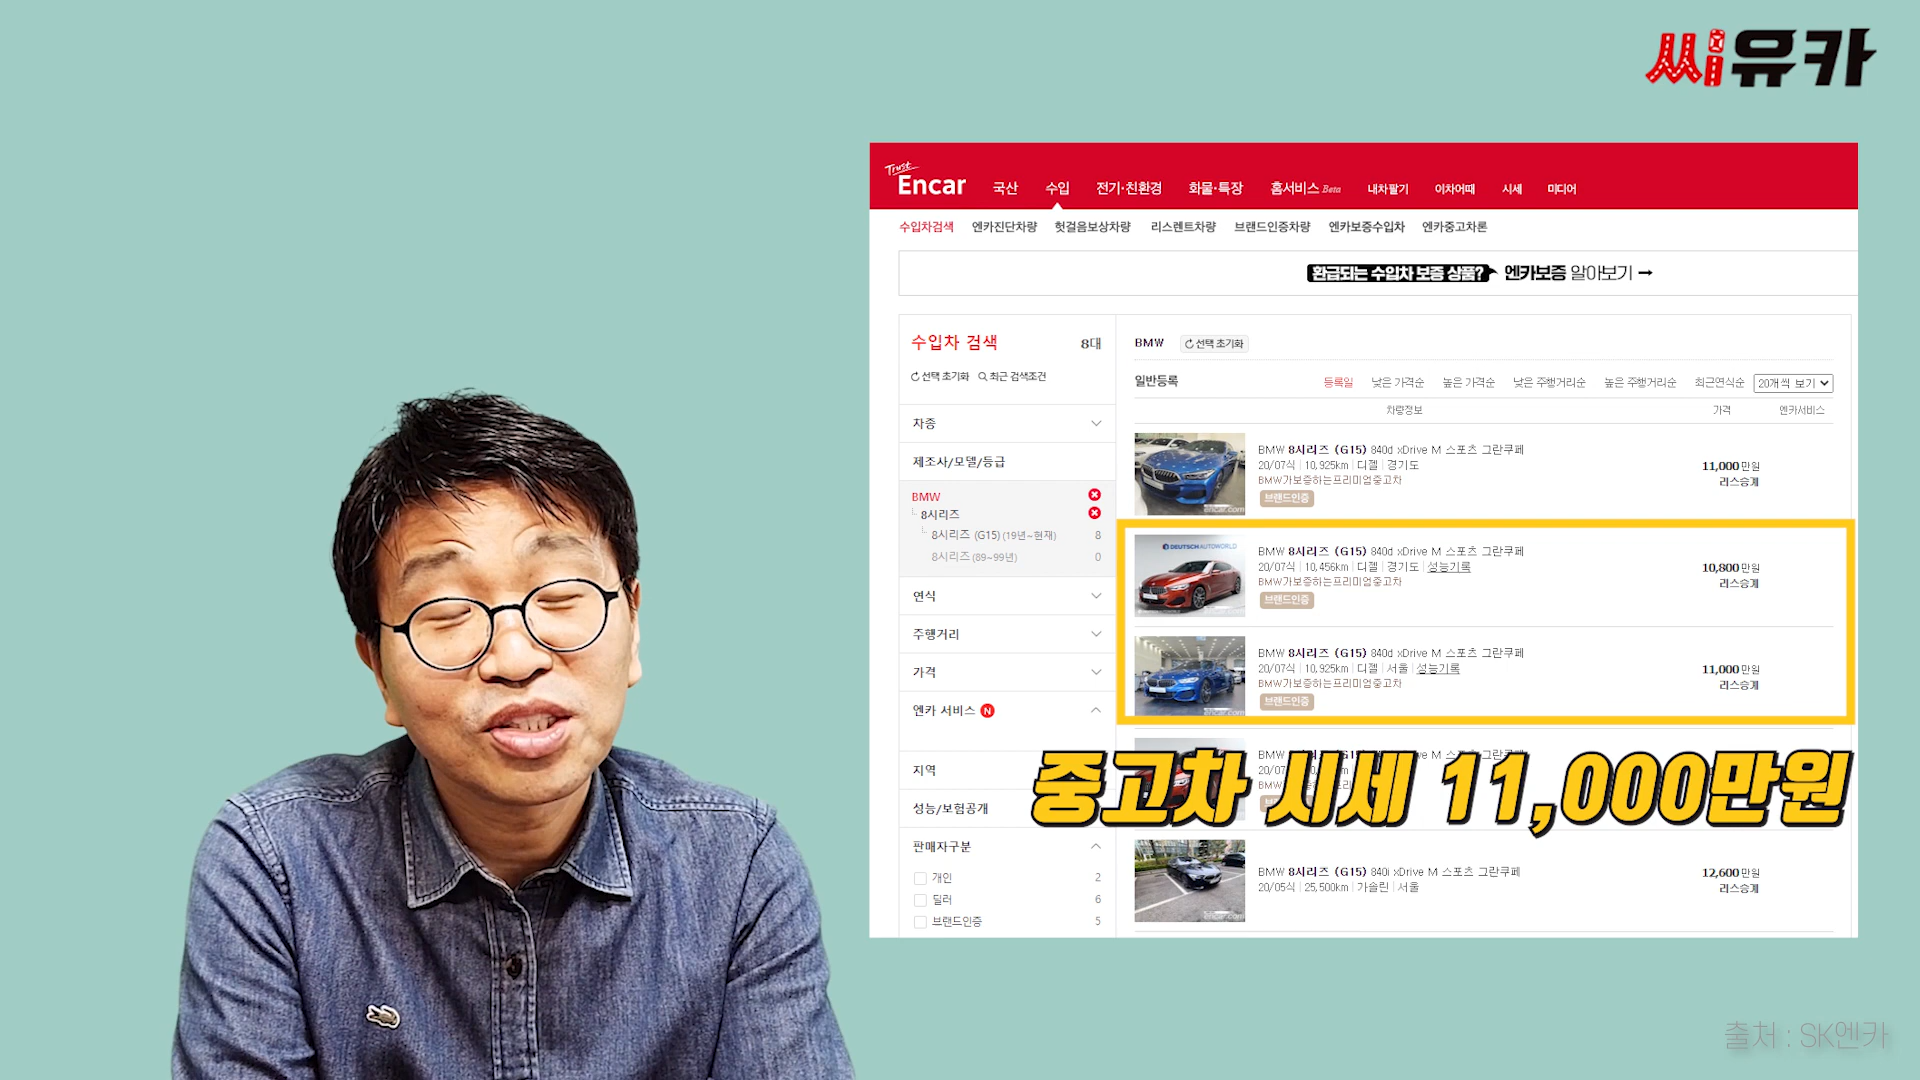 씨유카
Trust
Encar 국산 수입 전기·친환경 화물·특장 홈서비스 Beta 내차팔기 이차어때 시세 미디어
수입차검색 엔카진단차량 헛걸음보상차량 리스렌트차량 브랜드인증차량 엔카보증수입차 엔카중고차론
환급되는 수입차 보증 상품? 엔카보증 알아보기 →
수입차 검색 8대
선택 초기화 최근 검색조건
차종
제조사/모델/등급
BMW
8시리즈
8시리즈 (G15) (19년~현재) 8
8시리즈 (89~99년) 0
연식
주행거리
가격
엔카 서비스 N
지역
성능/보험공개
판매자구분
개인 2
딜러 6
브랜드인증 5
BMW 선택 초기화
일반등록 등록일 낮은 가격순 높은 가격순 낮은 주행거리순 높은 주행거리순 최근연식순 20개씩 보기
차량정보 가격 엔카서비스
BMW 8시리즈 (G15) 840d xDrive M 스포츠 그란쿠페
20/07식 | 10,925km | 디젤 | 경기도
BMW가보증하는프리미엄중고차
브랜드인증
11,000만원
리스승계
encar.com
DEUTSCH AUTOWORLD
BMW 8시리즈 (G15) 840d xDrive M 스포츠 그란쿠페
20/07식 | 10,456km | 디젤 | 경기도 | 성능기록
BMW가보증하는프리미엄중고차
브랜드인증
10,800만원
리스승계
encar.com
BMW 8시리즈 (G15) 840d xDrive M 스포츠 그란쿠페
20/07식 | 10,925km | 디젤 | 서울 | 성능기록
BMW가보증하는프리미엄중고차
브랜드인증
11,000만원
리스승계
encar.com
중고차 시세 11,000만원
BMW 8시리즈 (G15) 840i xDrive M 스포츠 그란쿠페
20/05식 | 25,500km | 가솔린 | 서울
12,600만원
리스승계
encar.com
출처 : SK엔카